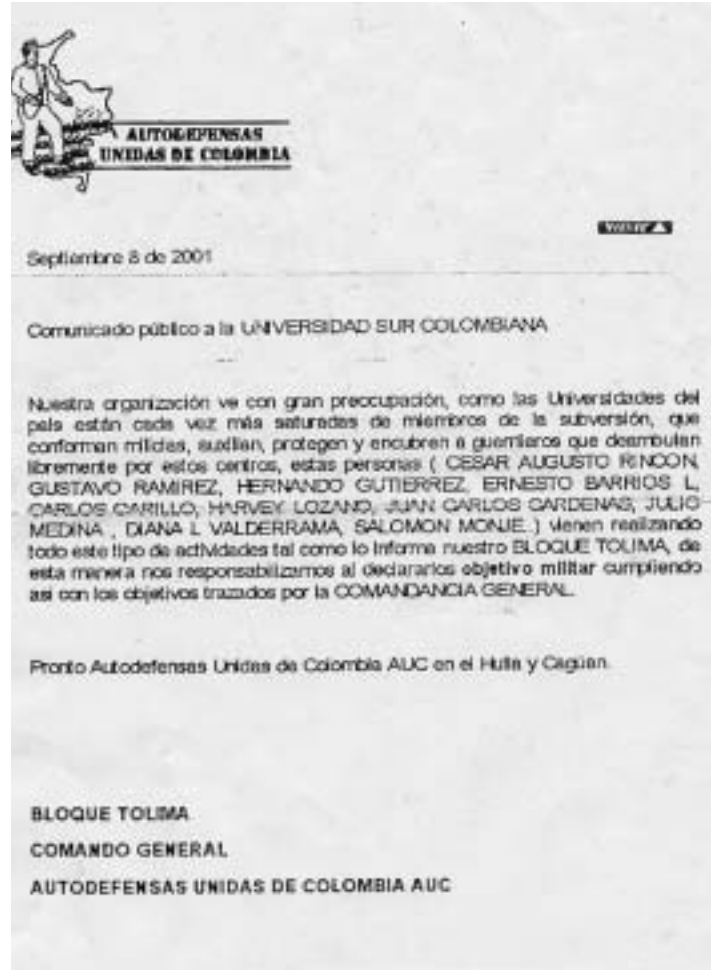 AUTODEFENSAS
UNIDAS DE COLOMBIA
Volver
Septiembre 8 de 2001
Comunicado público a la UNIVERSIDAD SUR COLOMBIANA
Nuestra organización ve con gran preocupación, como las Universidades del
país están cada vez más saturadas de miembros de la subversión, que
conforman milicias, auxilian, protegen y encubren a guerrilleros que deambulan
libremente por estos centros, estas personas ( CESAR AUGUSTO RINCON,
GUSTAVO RAMIREZ, HERNANDO GUTIERREZ, ERNESTO BARRIOS L,
CARLOS CARILLO, HARVEY LOZANO, JUAN CARLOS CARDENAS, JULIO
MEDINA , DIANA L VALDERRAMA, SALOMON MONJE ) vienen realizando
todo este tipo de actividades tal como lo informa nuestro BLOQUE TOLIMA, de
esta manera nos responsabilizamos al declararlos objetivo militar cumpliendo
así con los objetivos trazados por la COMANDANCIA GENERAL.
Pronto Autodefensas Unidas de Colombia AUC en el Huila y Cagúan.
BLOQUE TOLIMA
COMANDO GENERAL
AUTODEFENSAS UNIDAS DE COLOMBIA AUC